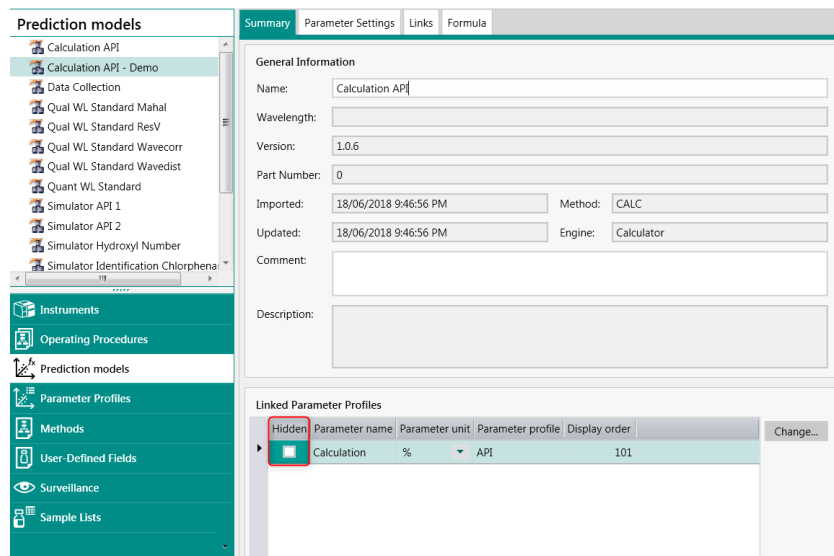 Prediction models
Calculation API
Calculation API - Demo
Data Collection
Qual WL Standard Mahal
Qual WL Standard ResV
Qual WL Standard Wavecorr
Qual WL Standard Wavedist
Quant WL Standard
Simulator API 1
Simulator API 2
Simulator Hydroxyl Number
Simulator Identification Chlorphena
Instruments
Operating Procedures
Prediction models
Parameter Profiles
Methods
User-Defined Fields
Surveillance
Sample Lists
Summary Parameter Settings Links Formula
General Information
Name: Calculation API
Wavelength:
Version: 1.0.6
Part Number: 0
Imported: 18/06/2018 9:46:56 PM Method: CALC
Updated: 18/06/2018 9:46:56 PM Engine: Calculator
Comment:
Description:
Linked Parameter Profiles
Hidden Parameter name Parameter unit Parameter profile Display order
Calculation % API 101
Change...